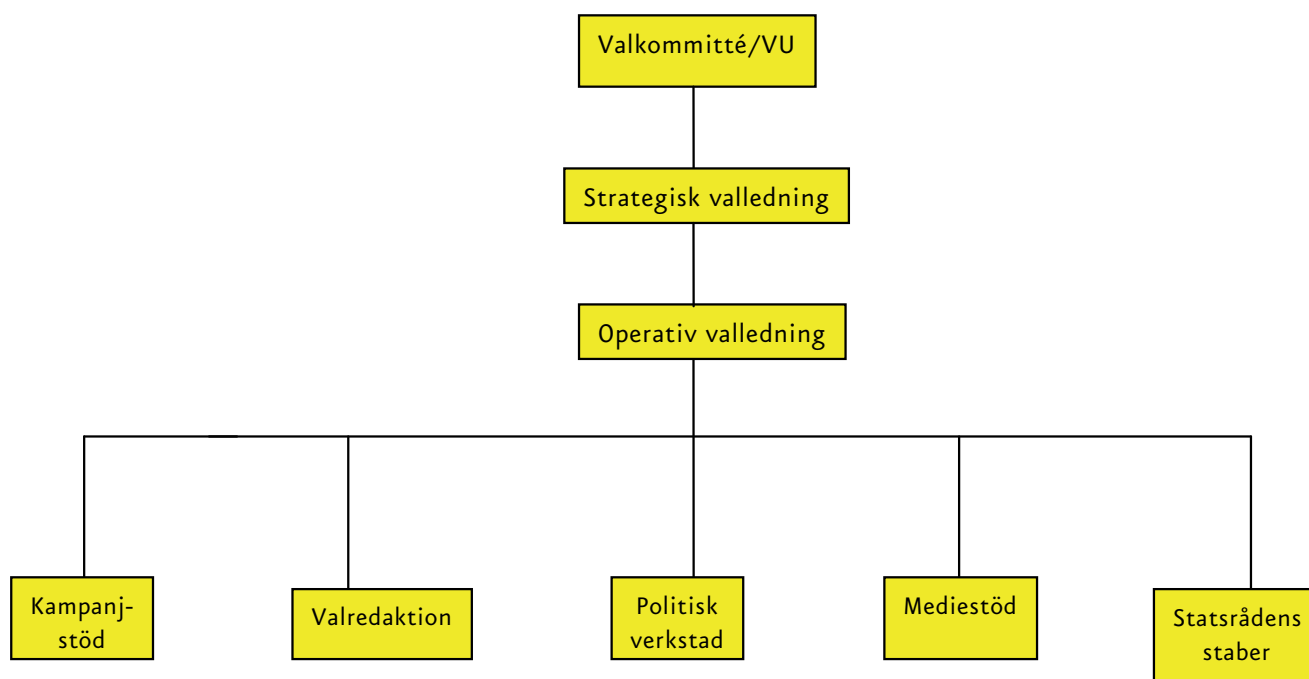 Valkommitté/VU
Strategisk valledning
Operativ valledning
Kampanj-
stöd
Valredaktion
Politisk
verkstad
Mediestöd
Statsrådens
staber